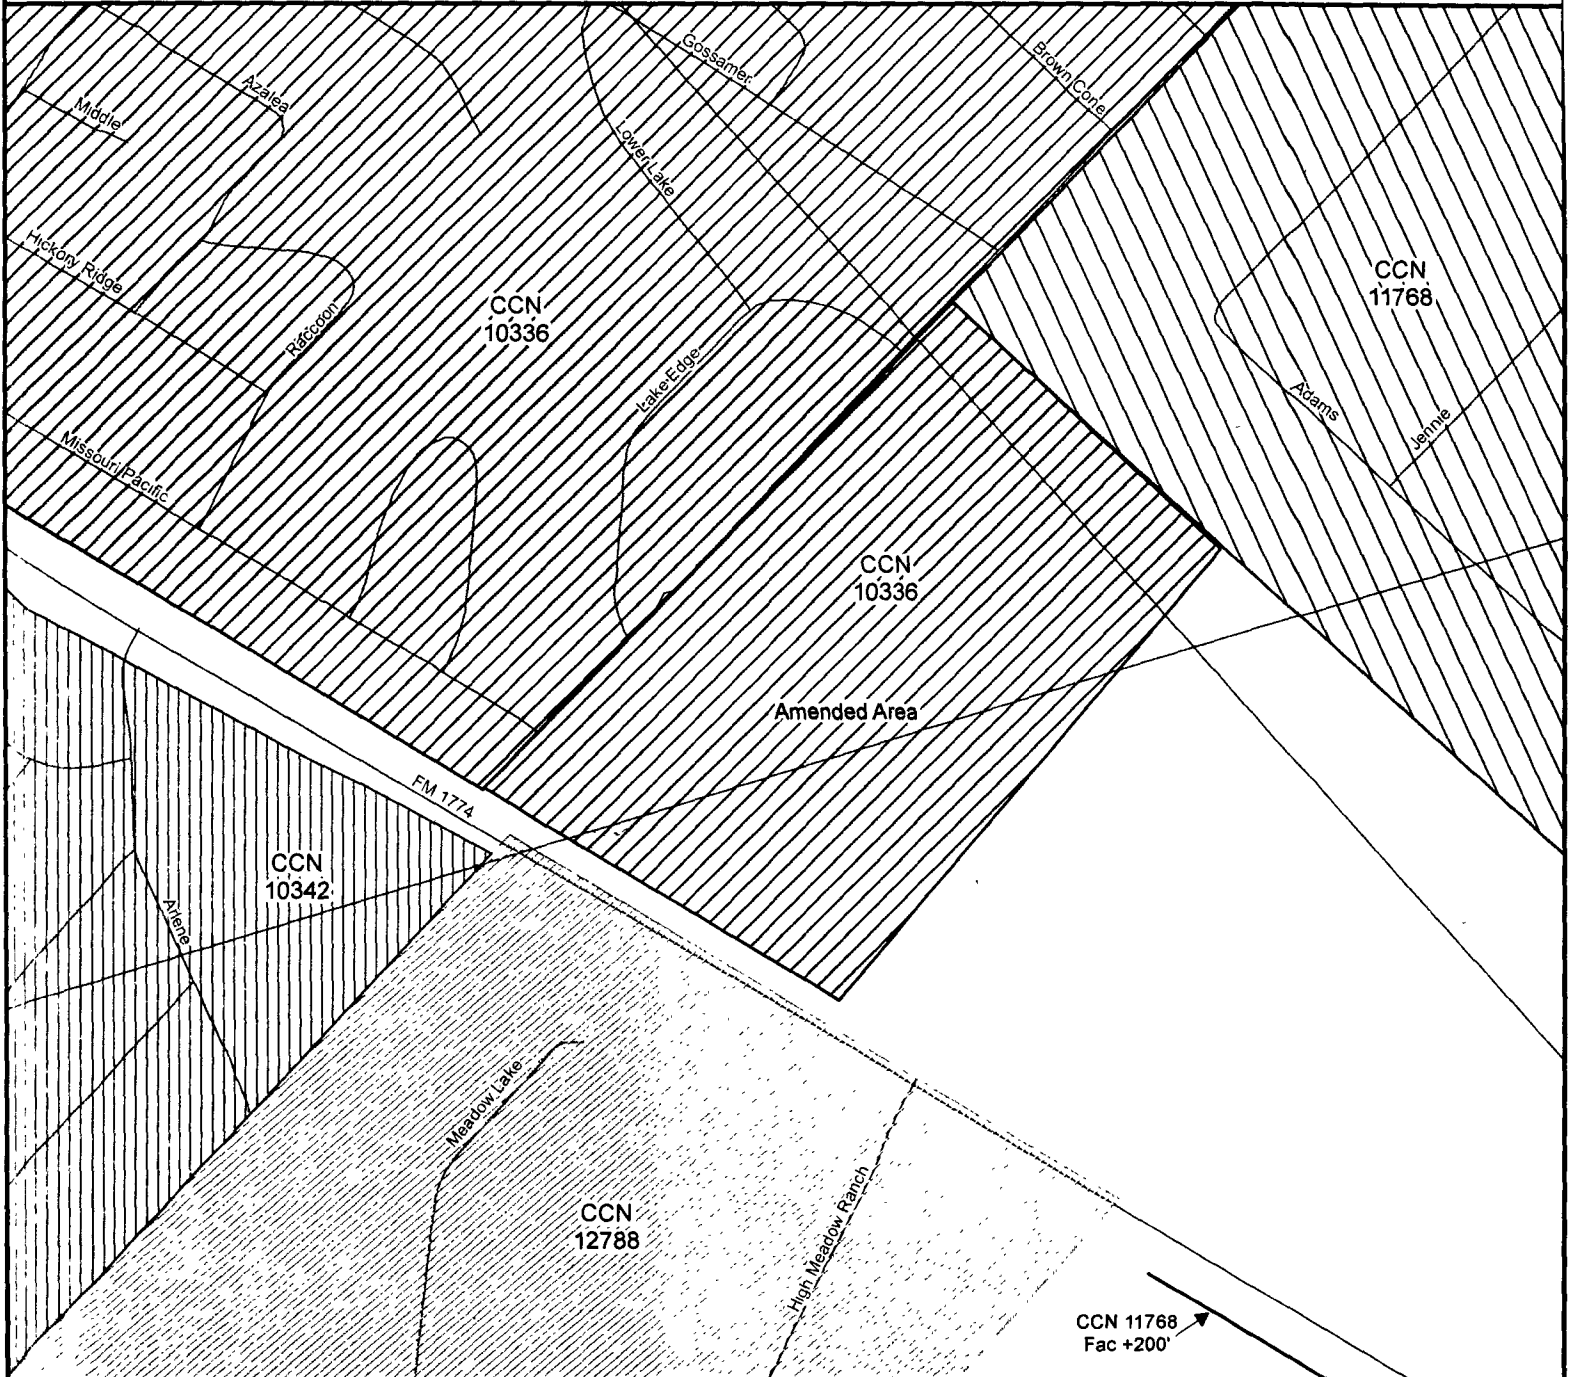 Gossamer
Brown Cone
Azalea
Middle
Lower Lake
Hickory Ridge
CCN
11768
CCN
10336
Raccoon
Lake Edge
Adams
Jennie
Missouri Pacific
CCN
10336
Amended Area
FM 1774
CCN
10342
Arlene
Meadow Lake
CCN
12788
High Meadow Ranch
CCN 11768
Fac +200'